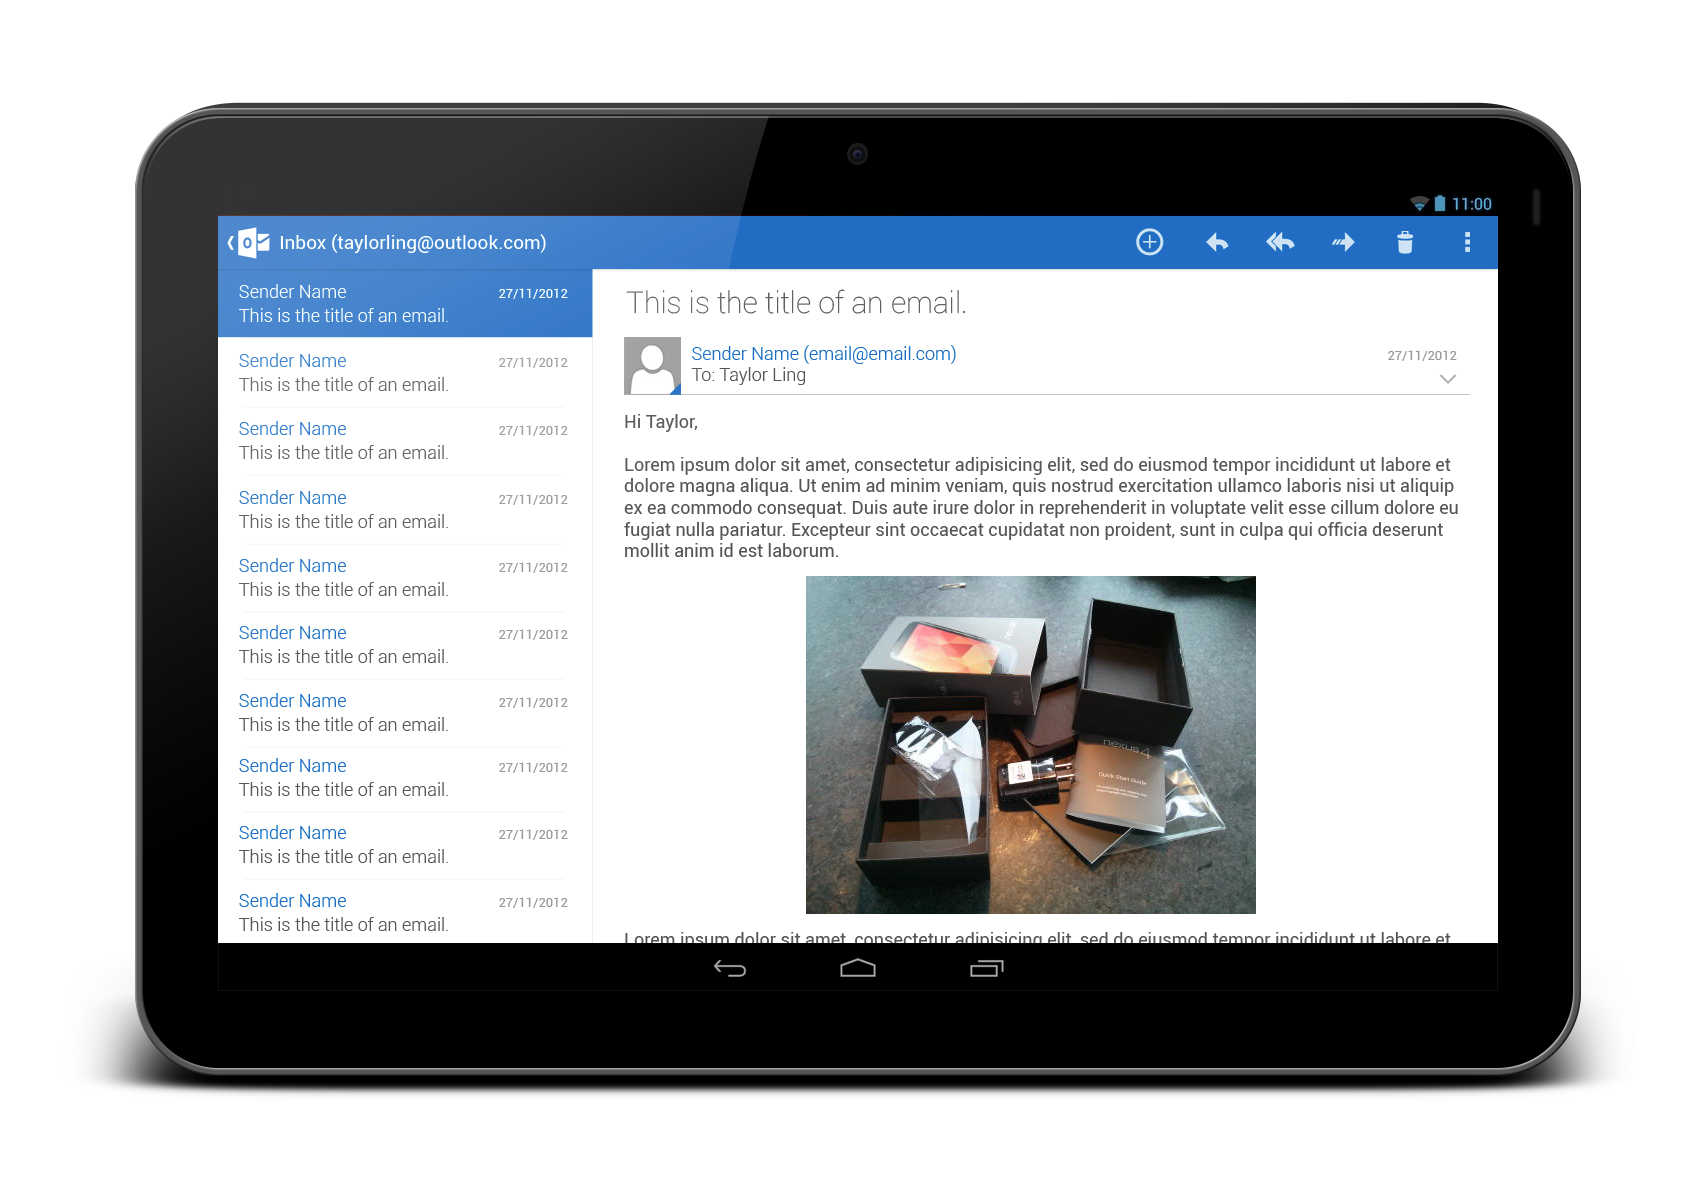 11:00
Inbox (taylorling@outlook.com)
Sender Name 27/11/2012
This is the title of an email.
Sender Name 27/11/2012
This is the title of an email.
Sender Name 27/11/2012
This is the title of an email.
Sender Name 27/11/2012
This is the title of an email.
Sender Name 27/11/2012
This is the title of an email.
Sender Name 27/11/2012
This is the title of an email.
Sender Name 27/11/2012
This is the title of an email.
Sender Name 27/11/2012
This is the title of an email.
Sender Name 27/11/2012
This is the title of an email.
Sender Name 27/11/2012
This is the title of an email.
This is the title of an email.
Sender Name (email@email.com) 27/11/2012
To: Taylor Ling
Hi Taylor,
Lorem ipsum dolor sit amet, consectetur adipisicing elit, sed do eiusmod tempor incididunt ut labore et
dolore magna aliqua. Ut enim ad minim veniam, quis nostrud exercitation ullamco laboris nisi ut aliquip
ex ea commodo consequat. Duis aute irure dolor in reprehenderit in voluptate velit esse cillum dolore eu
fugiat nulla pariatur. Excepteur sint occaecat cupidatat non proident, sunt in culpa qui officia deserunt
mollit anim id est laborum.
nexus 4
Quick Start Guide
Lorem ipsum dolor sit amet, consectetur adipisicing elit, sed do eiusmod tempor incididunt ut labore et